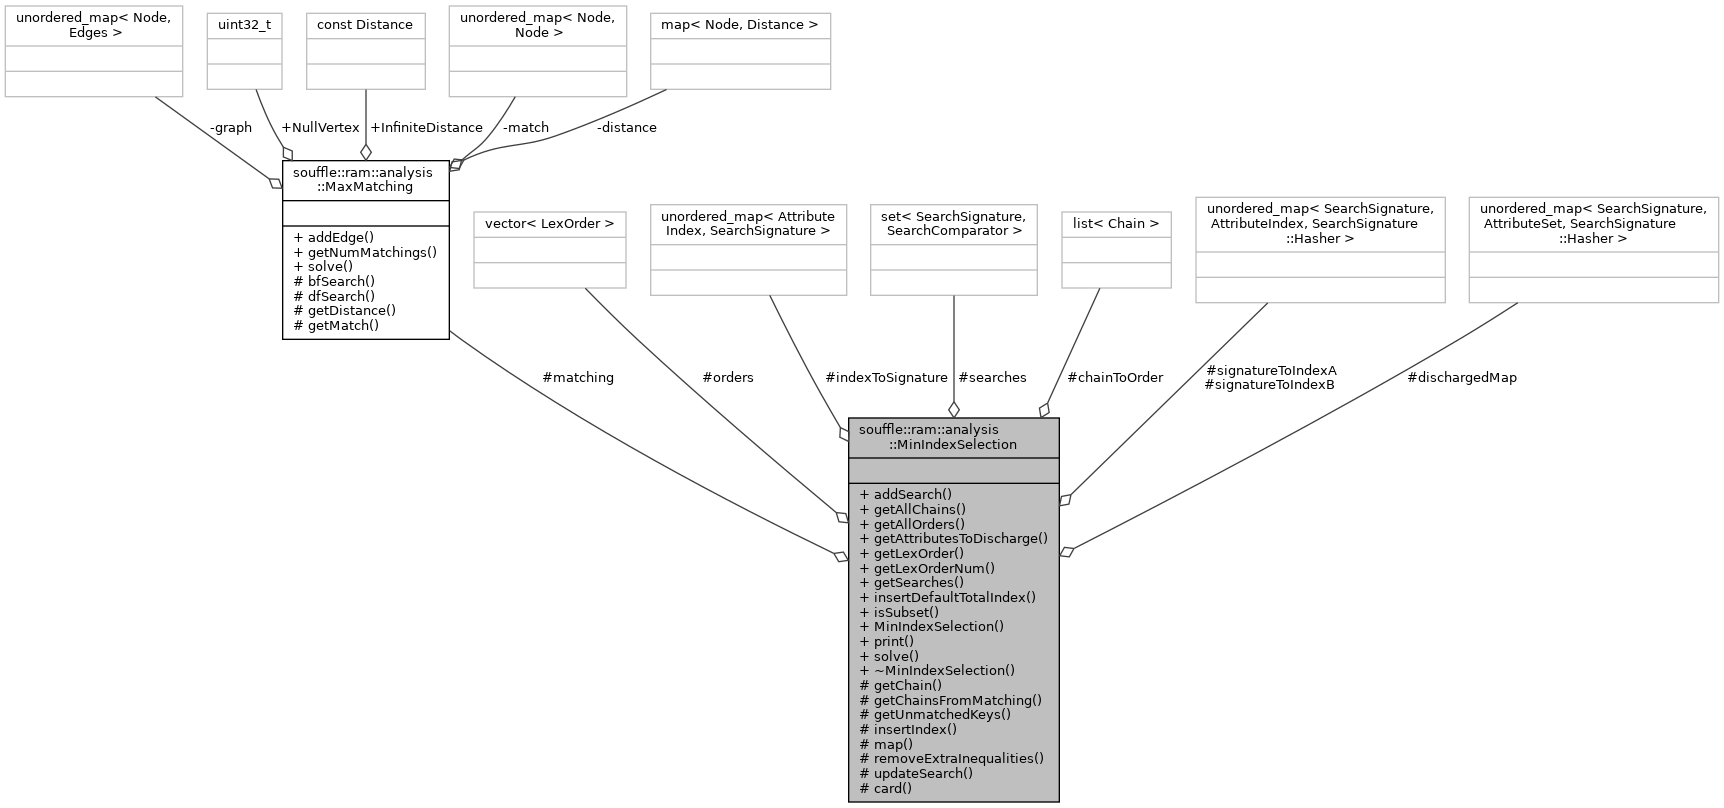 unordered_map< Node,
Edges >
uint32_t
const Distance
unordered_map< Node,
Node >
map< Node, Distance >
-graph
+NullVertex
+InfiniteDistance
-match
-distance
souffle::ram::analysis
::MaxMatching
+ addEdge()
+ getNumMatchings()
+ solve()
# bfSearch()
# dfSearch()
# getDistance()
# getMatch()
vector< LexOrder >
unordered_map< Attribute
Index, SearchSignature >
set< SearchSignature,
SearchComparator >
list< Chain >
unordered_map< SearchSignature,
AttributeIndex, SearchSignature
::Hasher >
unordered_map< SearchSignature,
AttributeSet, SearchSignature
::Hasher >
#matching
#orders
#indexToSignature
#searches
#chainToOrder
#signatureToIndexA
#signatureToIndexB
#dischargedMap
souffle::ram::analysis
::MinIndexSelection
+ addSearch()
+ getAllChains()
+ getAllOrders()
+ getAttributesToDischarge()
+ getLexOrder()
+ getLexOrderNum()
+ getSearches()
+ insertDefaultTotalIndex()
+ isSubset()
+ MinIndexSelection()
+ print()
+ solve()
+ ~MinIndexSelection()
# getChain()
# getChainsFromMatching()
# getUnmatchedKeys()
# insertIndex()
# map()
# removeExtraInequalities()
# updateSearch()
# card()